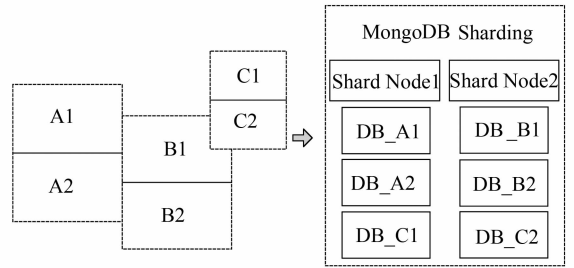 A1
A2
B1
B2
C1
C2
MongoDB Sharding
Shard Node1
Shard Node2
DB_A1
DB_B1
DB_A2
DB_B2
DB_C1
DB_C2